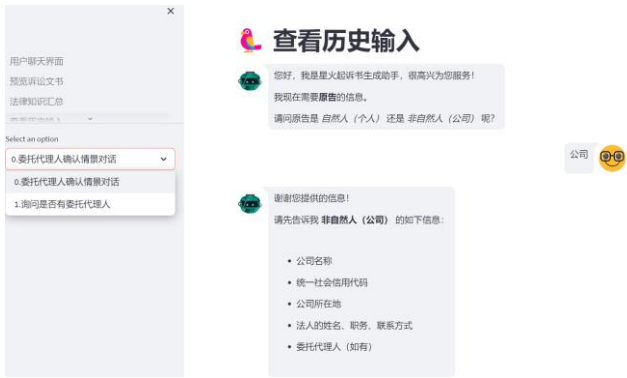 ×
用户聊天界面
预览诉讼文书
法律知识汇总
查看历史输入
Select an option
0.委托代理人确认情景对话
0.委托代理人确认情景对话
1.询问是否有委托代理人
查看历史输入
您好，我是星火起诉书生成助手，很高兴为您服务！
我现在需要原告的信息。
请问原告是 自然人（个人） 还是 非自然人（公司） 呢？
公司
谢谢您提供的信息！
请先告诉我 非自然人（公司） 的如下信息：
• 公司名称
• 统一社会信用代码
• 公司所在地
• 法人的姓名、职务、联系方式
• 委托代理人（如有）